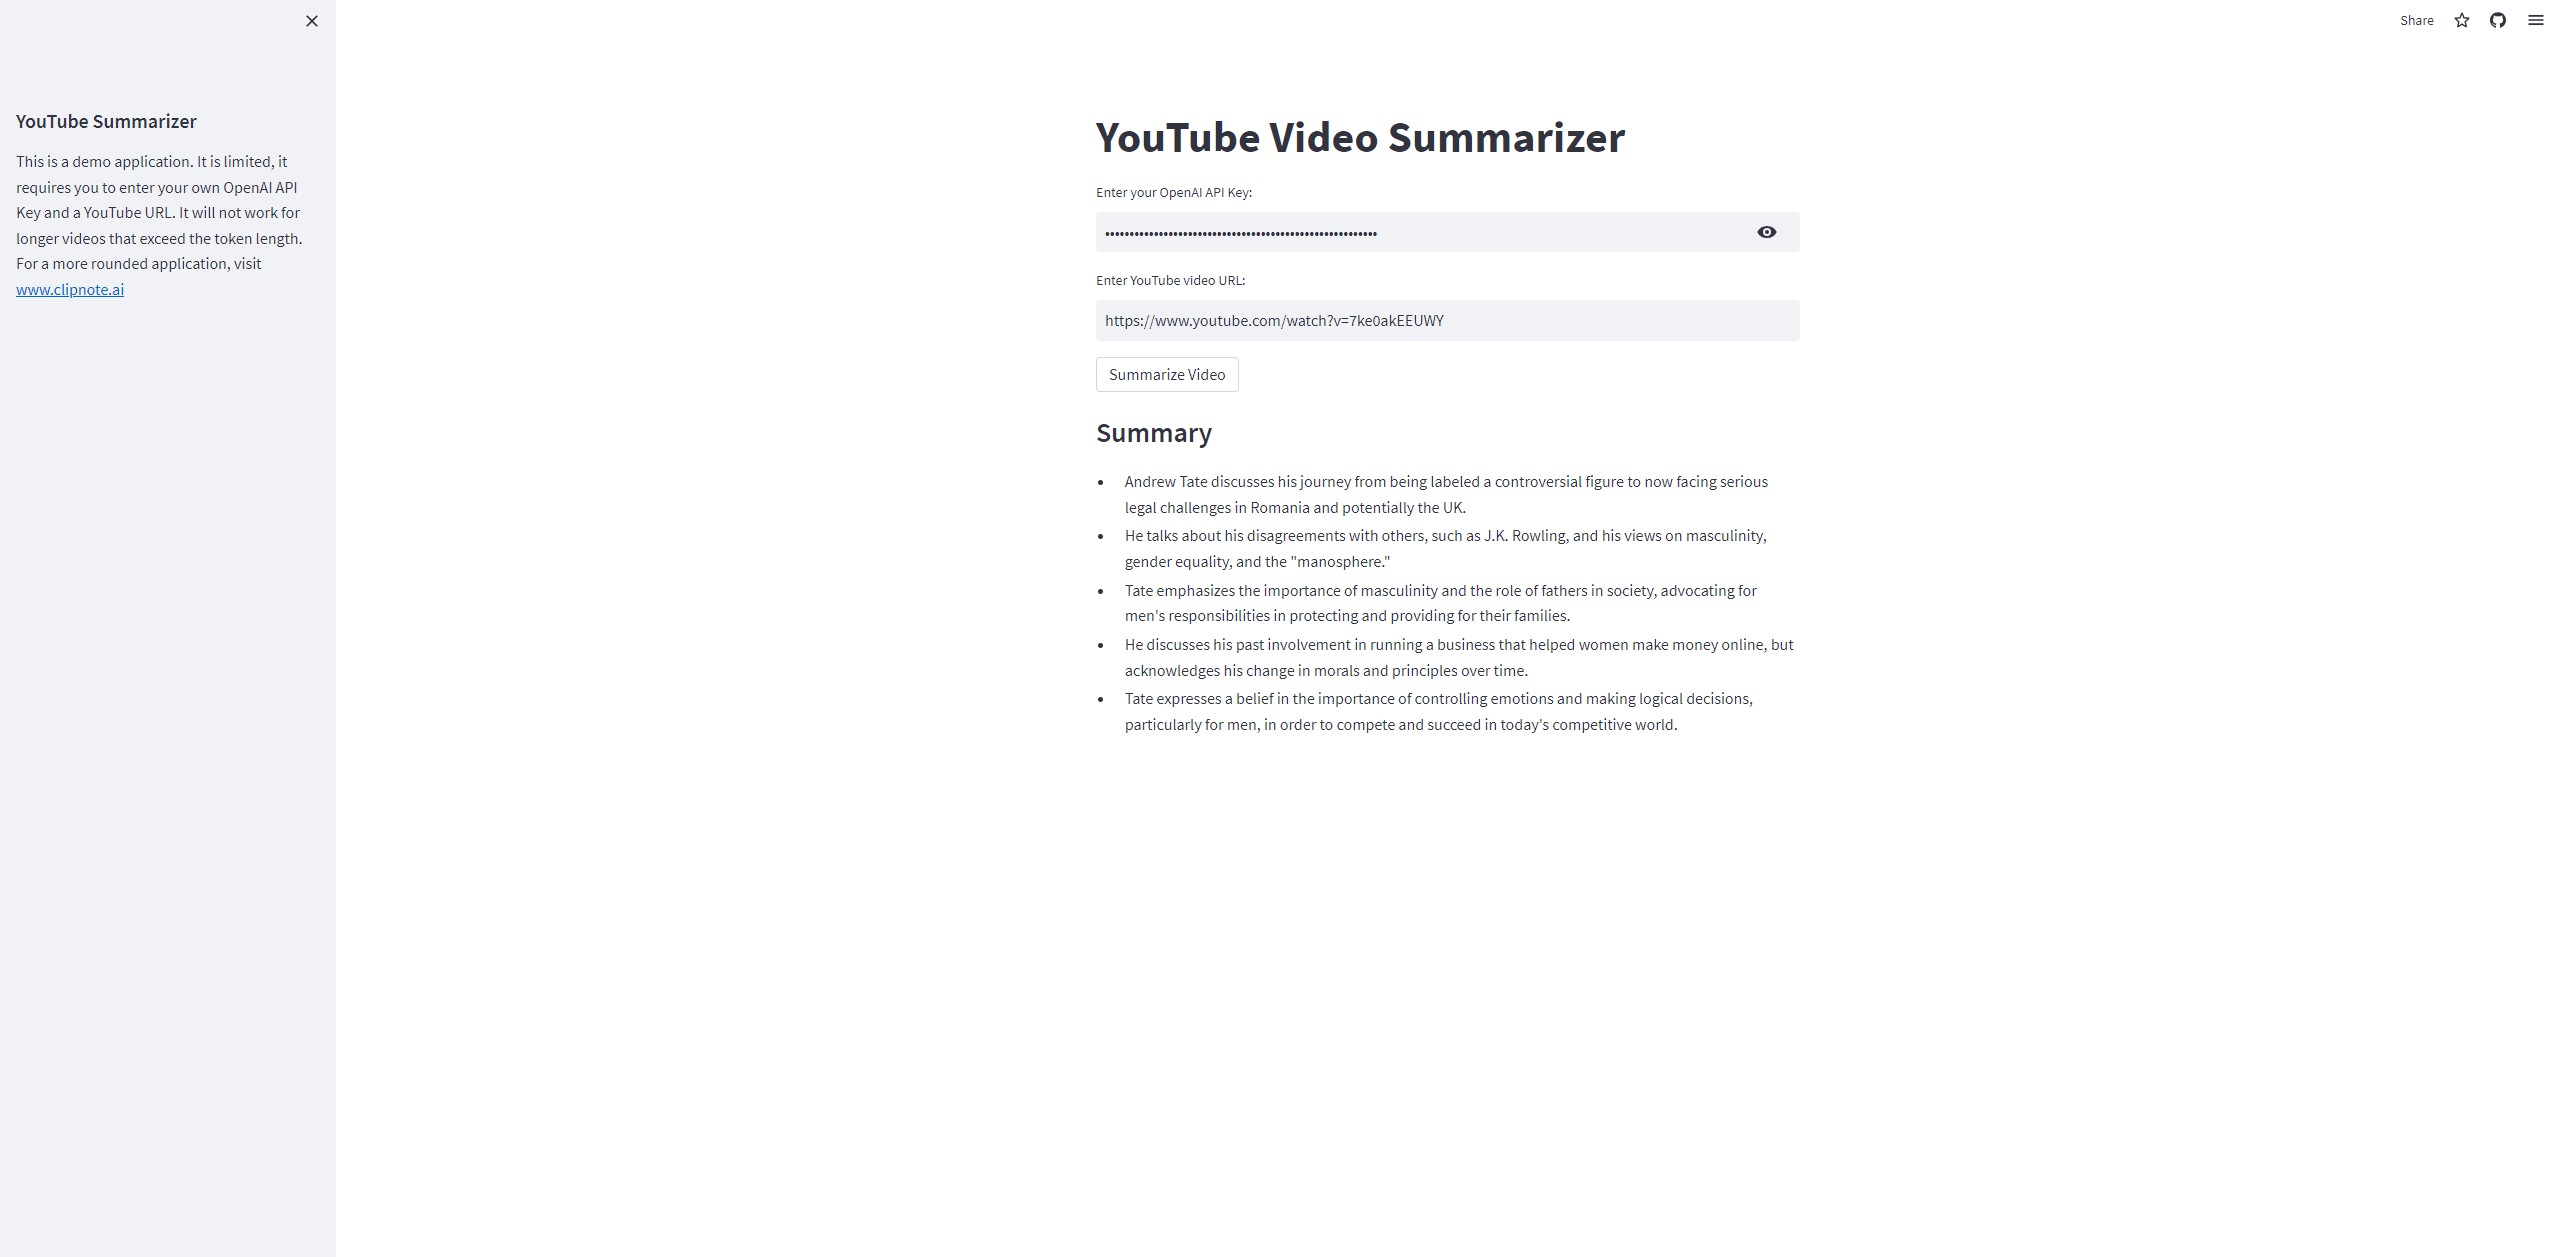 Share
YouTube Summarizer
This is a demo application. It is limited, it
requires you to enter your own OpenAI API
Key and a YouTube URL. It will not work for
longer videos that exceed the token length.
For a more rounded application, visit
www.clipnote.ai
YouTube Video Summarizer
Enter your OpenAI API Key:
Enter YouTube video URL:
https://www.youtube.com/watch?v=7ke0akEEUWY
Summarize Video
Summary
• Andrew Tate discusses his journey from being labeled a controversial figure to now facing serious
legal challenges in Romania and potentially the UK.
• He talks about his disagreements with others, such as J.K. Rowling, and his views on masculinity,
gender equality, and the "manosphere."
• Tate emphasizes the importance of masculinity and the role of fathers in society, advocating for
men's responsibilities in protecting and providing for their families.
• He discusses his past involvement in running a business that helped women make money online, but
acknowledges his change in morals and principles over time.
• Tate expresses a belief in the importance of controlling emotions and making logical decisions,
particularly for men, in order to compete and succeed in today's competitive world.